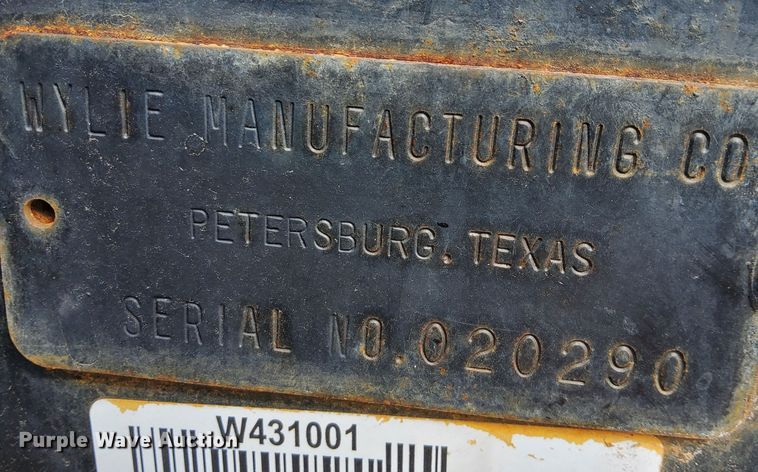 WYLIE MANUFACTURING CO
PETERSBURG, TEXAS
SERIAL NO. 020290
W431001
Purple Wave Auction